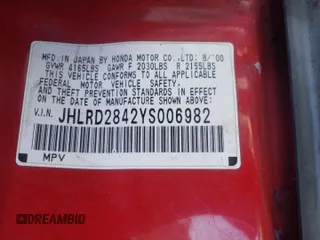 MFD. IN JAPAN BY HONDA MOTOR CO.,LTD: 8/'00
GVWR 4165LBS GAWR F 2030LBS R 2155LBS
THIS VEHICLE CONFORMS TO ALL APPLICABLE
FEDERAL MOTOR VEHICLE SAFETY
AND THEFT PREVENTION STANDARDS IN EFFECT ON
THE DATE OF MANUFACTURE SHOWN ABOVE.
V.I.N. JHLRD2842YS006982
MPV
DREAMBID